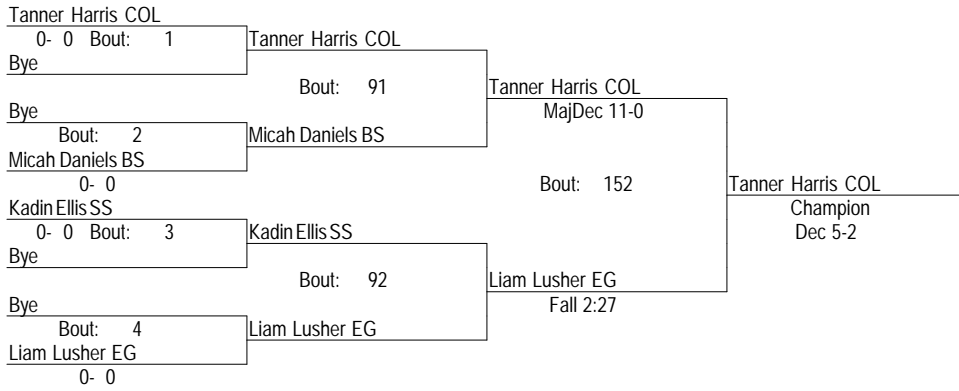 Tanner Harris COL
0- 0 Bout: 1
Tanner Harris COL
Bye
Bout: 91
Tanner Harris COL
Bye
MajDec 11-0
Bout: 2
Micah Daniels BS
Micah Daniels BS
0- 0
Bout: 152
Tanner Harris COL
Kadin Ellis SS
Champion
0- 0 Bout: 3
Kadin Ellis SS
Dec 5-2
Bye
Bout: 92
Liam Lusher EG
Bye
Fall 2:27
Bout: 4
Liam Lusher EG
Liam Lusher EG
0- 0